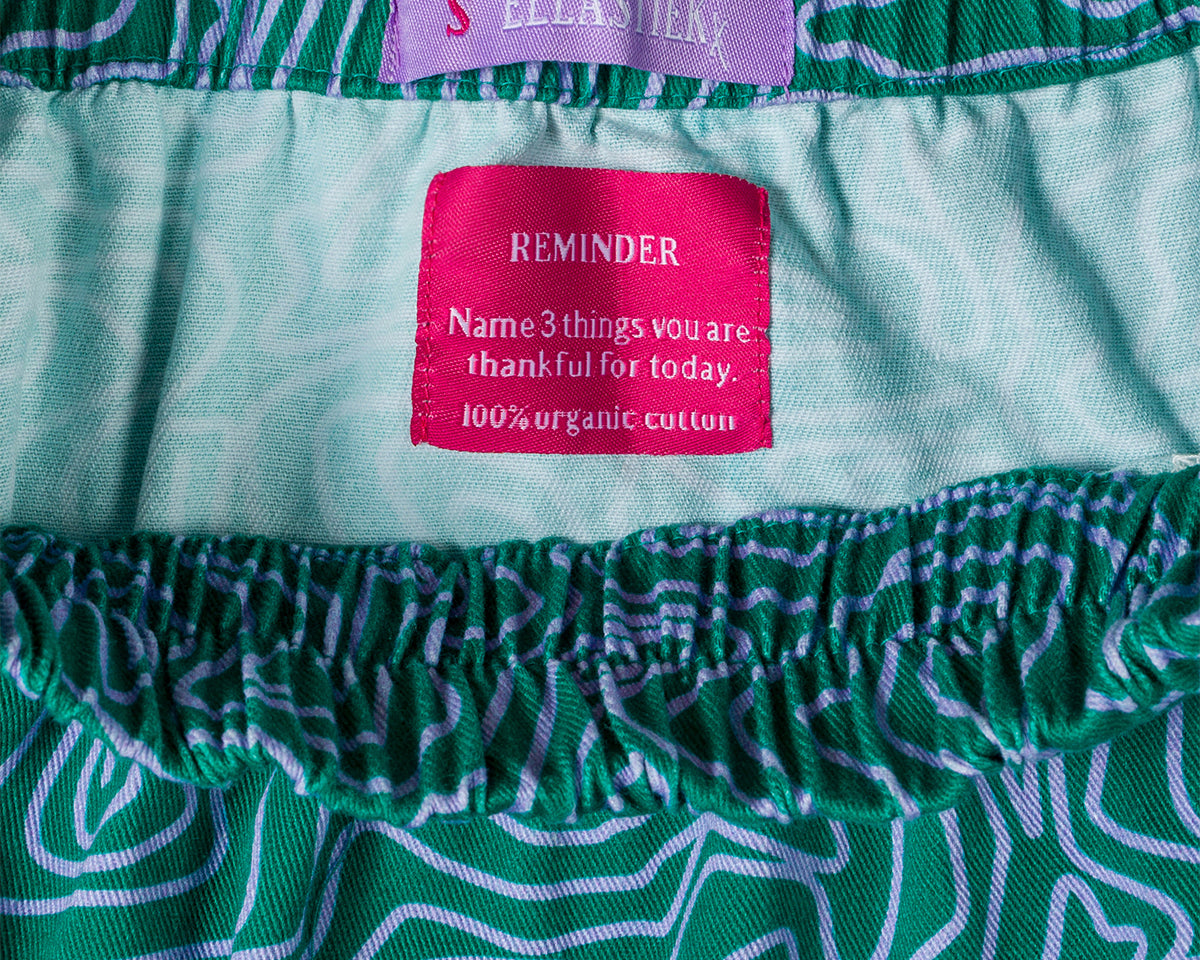 S ELLASTIEK
REMINDER
Name 3 things you are
thankful for today.
100% organic cotton